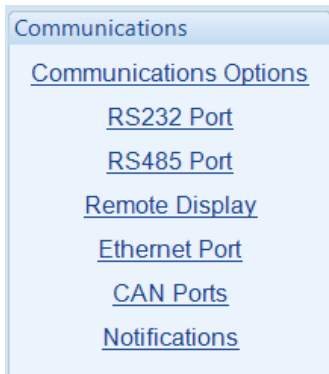 Communications
Communications Options
RS232 Port
RS485 Port
Remote Display
Ethernet Port
CAN Ports
Notifications